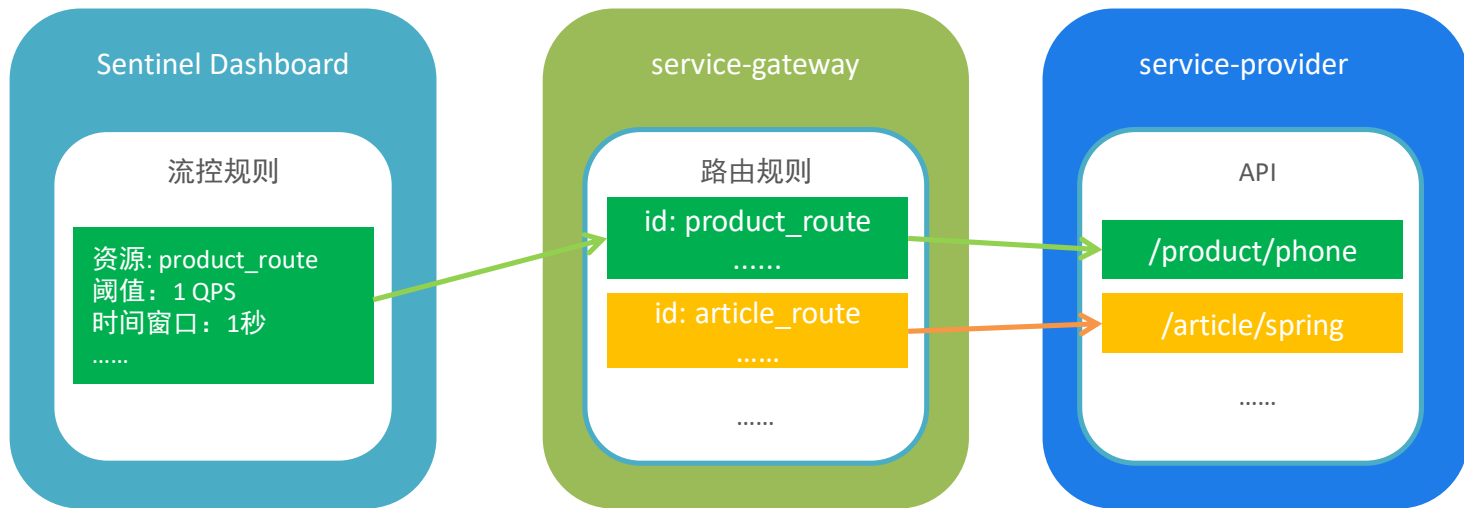 Sentinel Dashboard
流控规则
资源: product_route
阈值：1 QPS
时间窗口：1秒
……
service-gateway
路由规则
id: product_route
……
id: article_route
……
……
service-provider
API
/product/phone
/article/spring
……